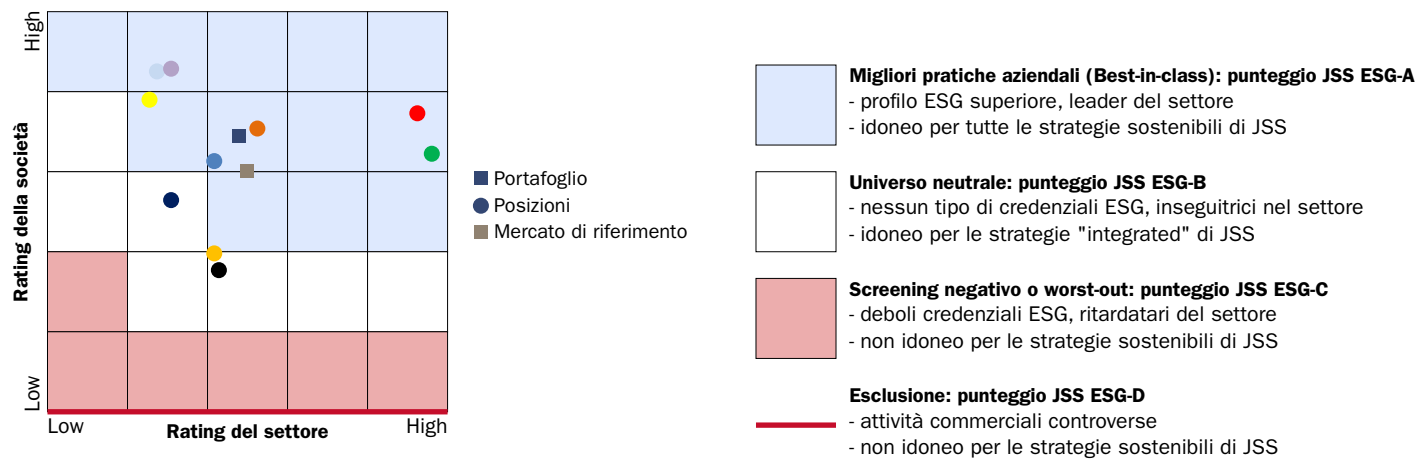 High
Rating della società
Low
Low
Rating del settore
High
Portafoglio
Posizioni
Mercato di riferimento
Migliori pratiche aziendali (Best-in-class): punteggio JSS ESG-A
- profilo ESG superiore, leader del settore
- idoneo per tutte le strategie sostenibili di JSS
Universo neutrale: punteggio JSS ESG-B
- nessun tipo di credenziali ESG, inseguitrici nel settore
- idoneo per le strategie "integrated" di JSS
Screening negativo o worst-out: punteggio JSS ESG-C
- deboli credenziali ESG, ritardatari del settore
- non idoneo per le strategie sostenibili di JSS
Esclusione: punteggio JSS ESG-D
- attività commerciali controverse
- non idoneo per le strategie sostenibili di JSS